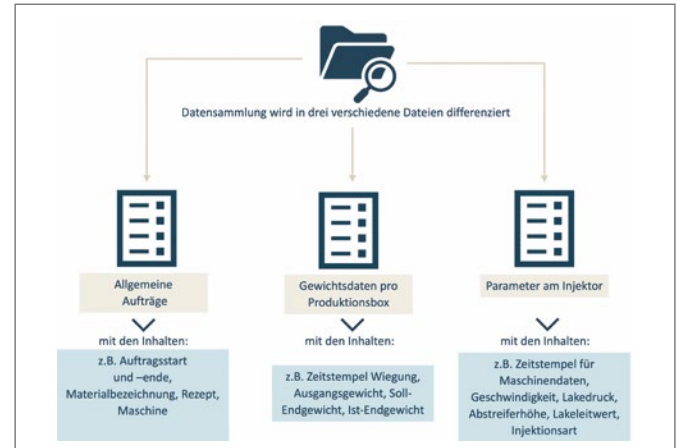 Datensammlung wird in drei verschiedene Dateien differenziert
Allgemeine
Aufträge
mit den Inhalten:
z.B. Auftragsstart
und –ende,
Materialbezeichnung, Rezept,
Maschine
Gewichtsdaten pro
Produktionsbox
mit den Inhalten:
z.B. Zeitstempel Wiegung,
Ausgangsgewicht, Soll-
Endgewicht, Ist-Endgewicht
Parameter am Injektor
mit den Inhalten:
z.B. Zeitstempel für
Maschinendaten,
Geschwindigkeit, Lakedruck,
Abstreiferhöhe, Lakeleitwert,
Injektionsart